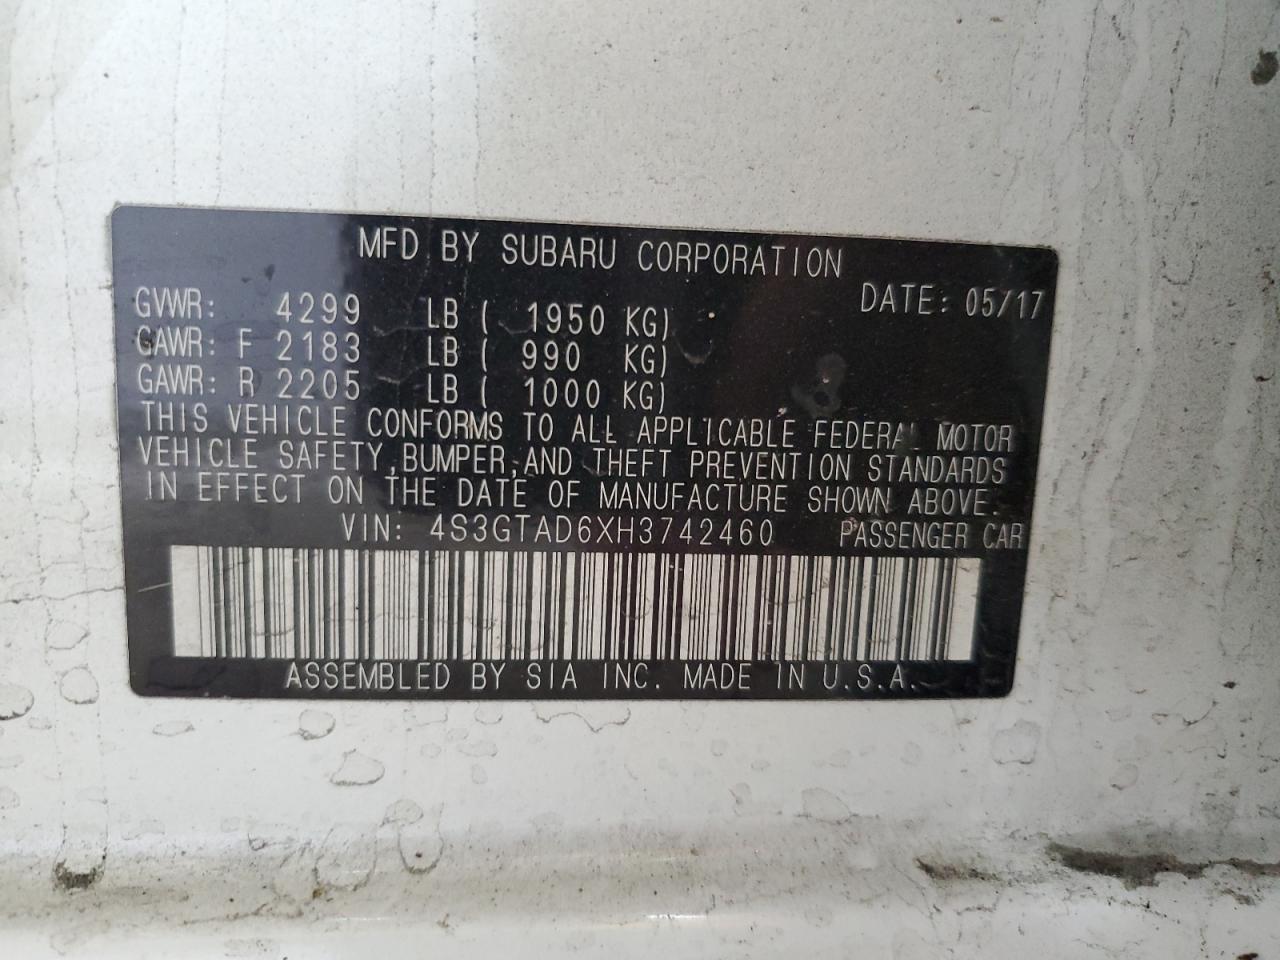 MFD BY SUBARU CORPORATION
DATE: 05/17
GVWR: 4299 LB ( 1950 KG)
GAWR: F 2183 LB ( 990 KG)
GAWR: R 2205 LB ( 1000 KG)
THIS VEHICLE CONFORMS TO ALL APPLICABLE FEDERAL MOTOR
VEHICLE SAFETY, BUMPER, AND THEFT PREVENTION STANDARDS
IN EFFECT ON THE DATE OF MANUFACTURE SHOWN ABOVE.
VIN: 4S3GTAD6XH3742460 PASSENGER CAR
ASSEMBLED BY SIA INC. MADE IN U.S.A.